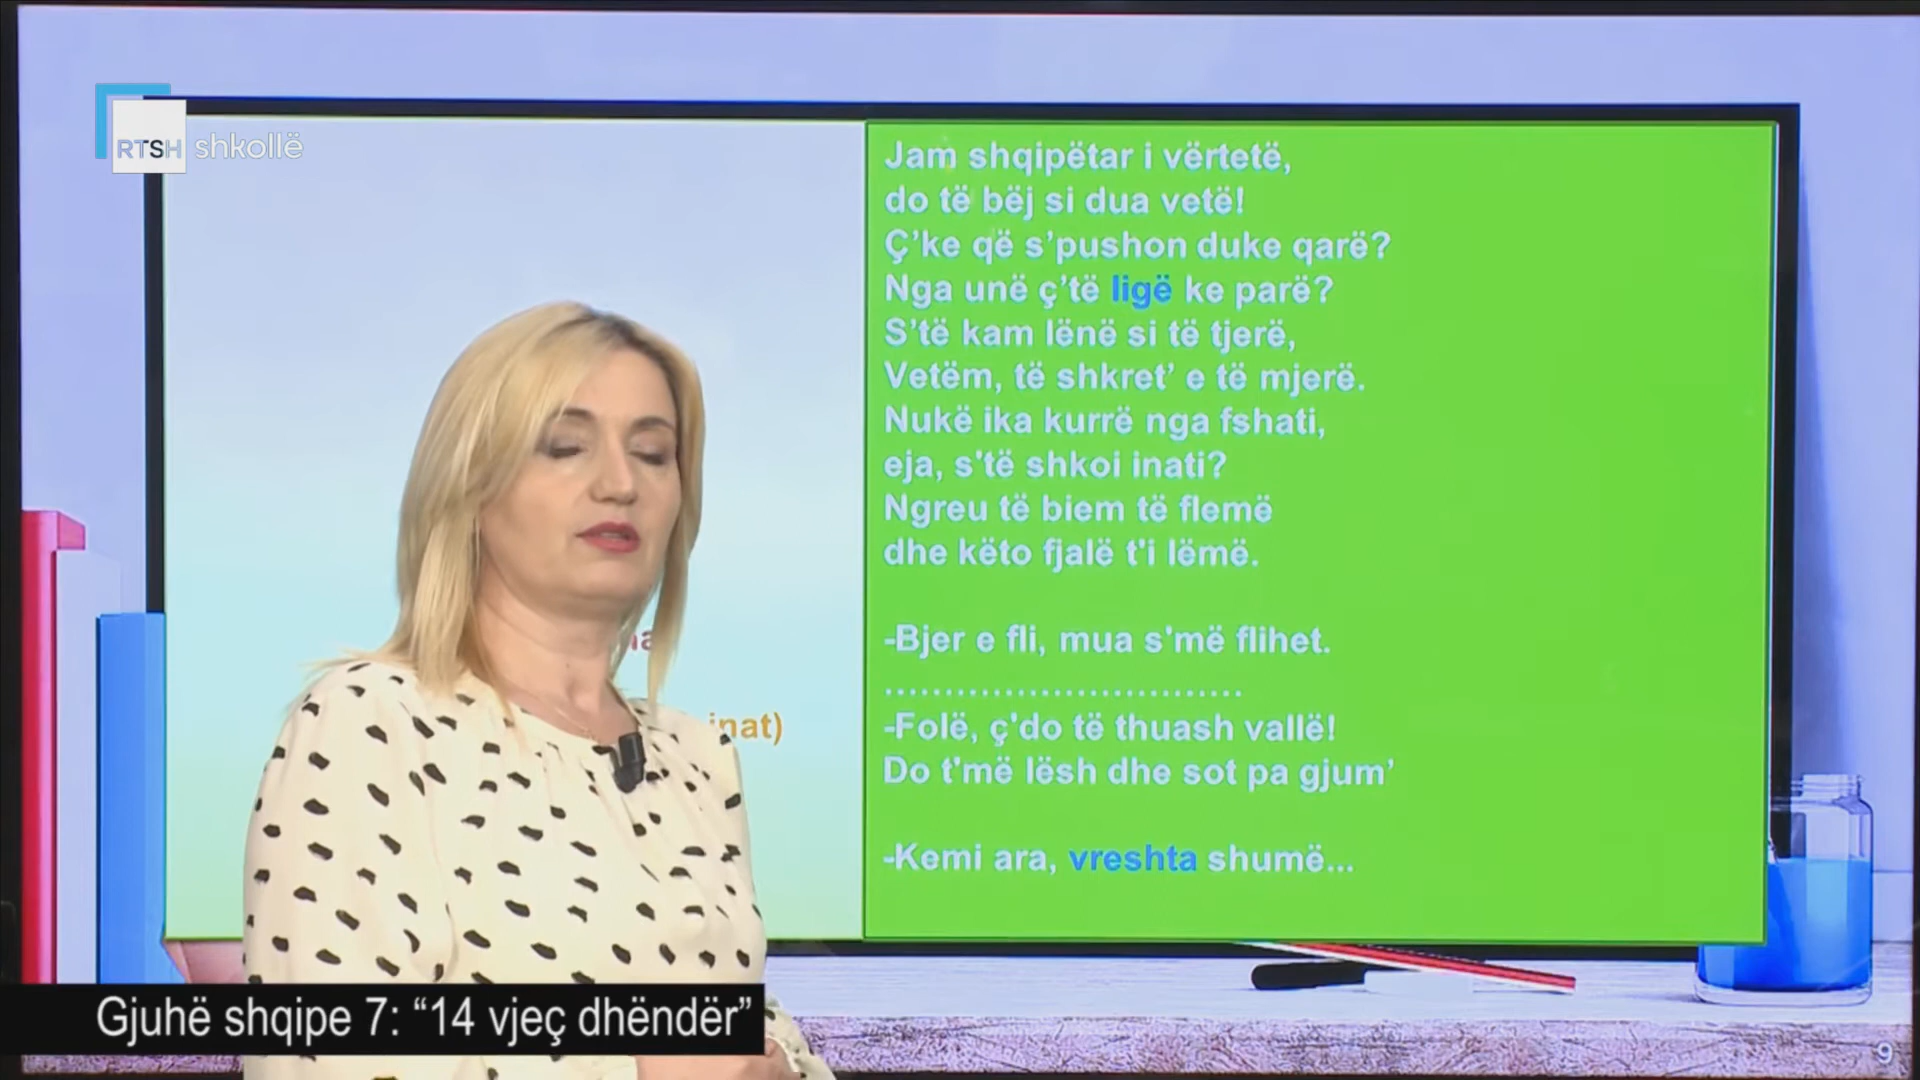 RTSH shkollë
Jam shqipëtar i vërtetë,
do të bëj si dua vetë!
Ç’ke që s’pushon duke qarë?
Nga unë ç’të ligë ke parë?
S’të kam lënë si të tjerë,
Vetëm, të shkret’ e të mjerë.
Nukë ika kurrë nga fshati,
eja, s'të shkoi inati?
Ngreu të biem të flemë
dhe këto fjalë t'i lëmë.
-Bjer e fli, mua s'më flihet.
..............................
-Folë, ç'do të thuash vallë!
Do t'më lësh dhe sot pa gjum’
-Kemi ara, vreshta shumë...
inat)
Gjuhë shqipe 7: “14 vjeç dhëndër”
9